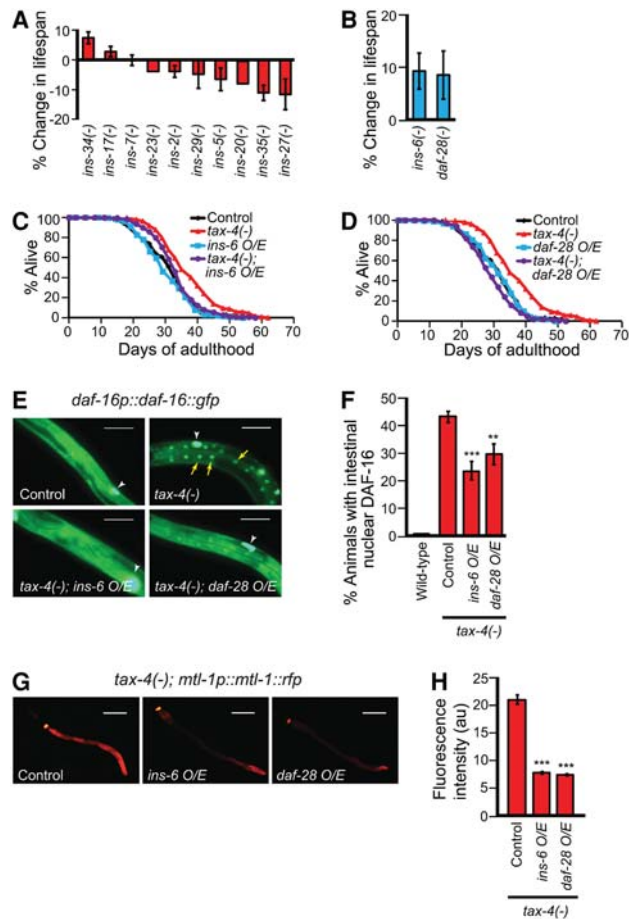 A
% Change in lifespan
10
0
-10
-20
ins-34(-)
ins-17(-)
ins-7(-)
ins-23(-)
ins-2(-)
ins-29(-)
ins-5(-)
ins-20(-)
ins-35(-)
ins-27(-)
B
% Change in lifespan
20
10
0
ins-6(-)
daf-28(-)
C
% Alive
100
80
60
40
20
0
0 10 20 30 40 50 60 70
Days of adulthood
Control
tax-4(-)
ins-6 O/E
tax-4(-);
ins-6 O/E
D
% Alive
100
80
60
40
20
0
0 10 20 30 40 50 60 70
Days of adulthood
Control
tax-4(-)
daf-28 O/E
tax-4(-);
daf-28 O/E
E
daf-16p::daf-16::gfp
Control
tax-4(-)
tax-4(-); ins-6 O/E
tax-4(-); daf-28 O/E
F
% Animals with intestinal
nuclear DAF-16
50
40
30
20
10
0
***
**
Wild-type
Control
ins-6 O/E
daf-28 O/E
tax-4(-)
G
tax-4(-); mtl-1p::mtl-1::rfp
Control
ins-6 O/E
daf-28 O/E
H
Fluorescence
intensity (au)
25
20
15
10
5
0
***
***
Control
ins-6 O/E
daf-28 O/E
tax-4(-)